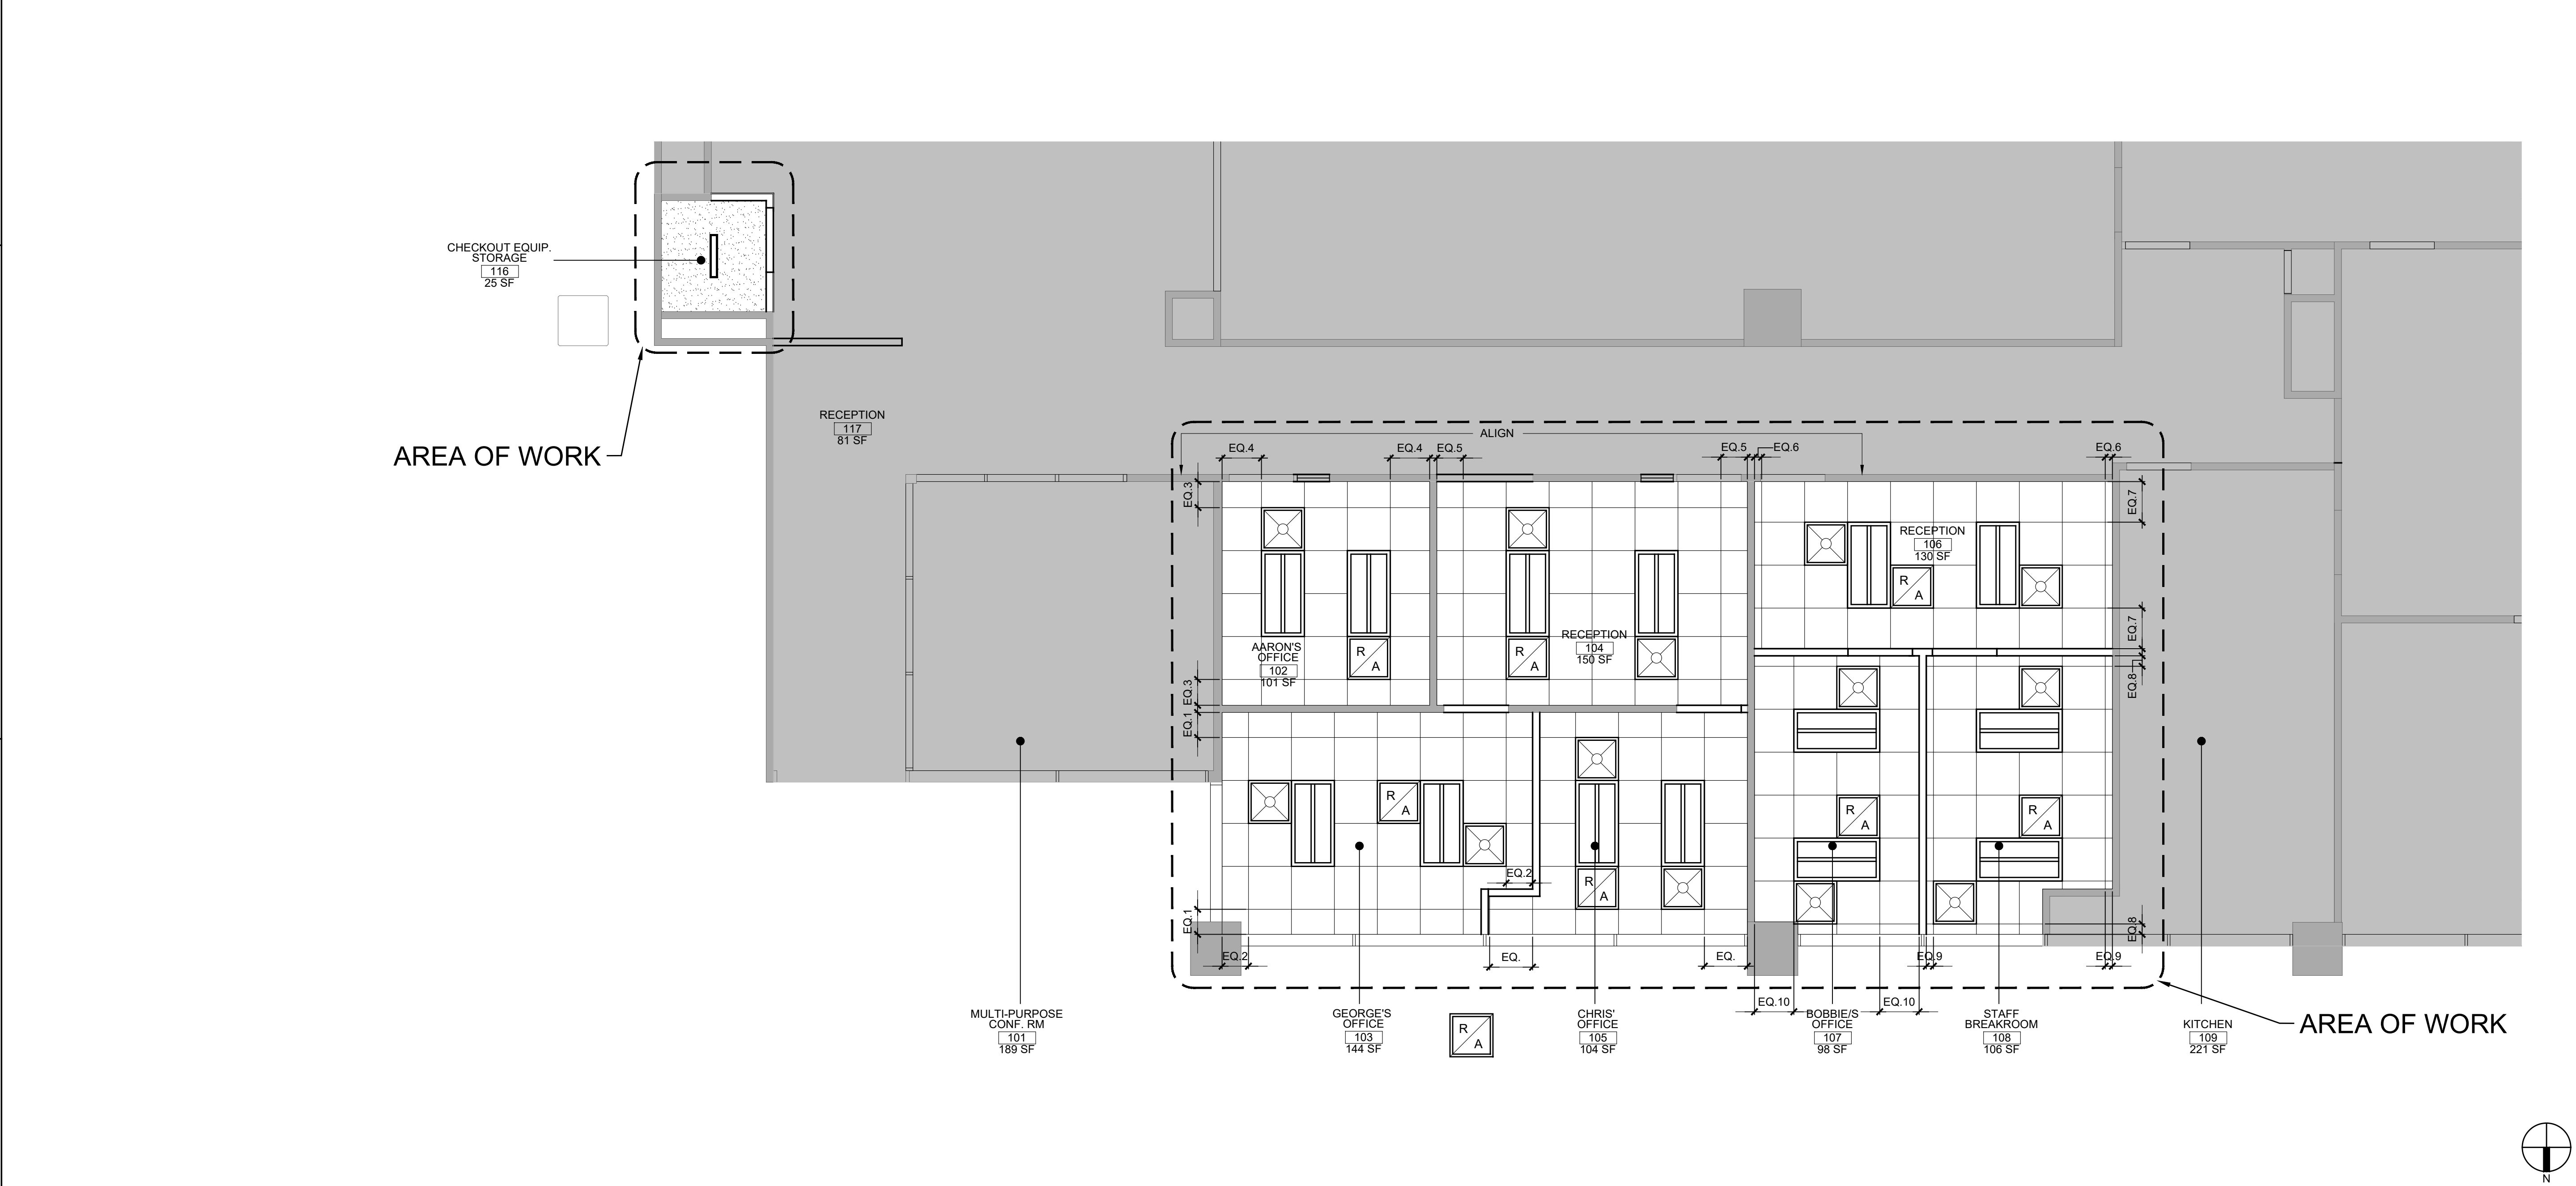 CHECKOUT EQUIP.
STORAGE
116
25 SF
AREA OF WORK
RECEPTION
117
81 SF
ALIGN
EQ.4
EQ.4
EQ.5
EQ.5
EQ.6
EQ.6
EQ.3
EQ.7
RECEPTION
106
130 SF
R
A
EQ.7
RECEPTION
104
150 SF
AARON'S
OFFICE
102
101 SF
R
A
R
A
EQ.3
EQ.8
EQ.1
R
A
R
A
R
A
EQ.2
R
A
EQ.1
EQ.8
EQ.2
EQ.
EQ.
EQ.9
EQ.9
EQ.10
EQ.10
MULTI-PURPOSE
CONF. RM
101
189 SF
GEORGE'S
OFFICE
103
144 SF
R
A
CHRIS'
OFFICE
105
104 SF
BOBBIE/S
OFFICE
107
98 SF
STAFF
BREAKROOM
108
106 SF
KITCHEN
109
221 SF
AREA OF WORK
N